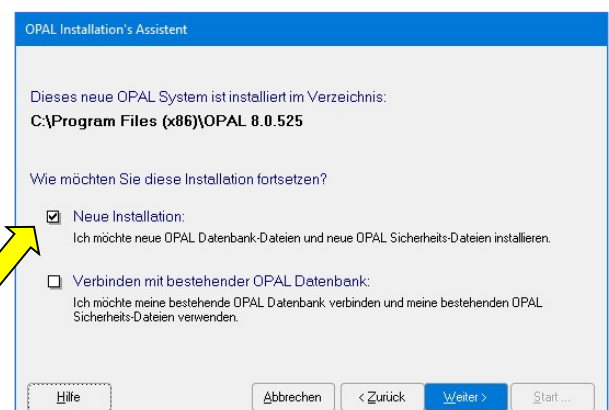 OPAL Installation's Assistent
Dieses neue OPAL System ist installiert im Verzeichnis:
C:\Program Files (x86)\OPAL 8.0.525
Wie möchten Sie diese Installation fortsetzen?
Neue Installation:
Ich möchte neue OPAL Datenbank-Dateien und neue OPAL Sicherheits-Dateien installieren.
Verbinden mit bestehender OPAL Datenbank:
Ich möchte meine bestehende OPAL Datenbank verbinden und meine bestehenden OPAL
Sicherheits-Dateien verwenden.
Hilfe Abbrechen < Zurück Weiter > Start ...